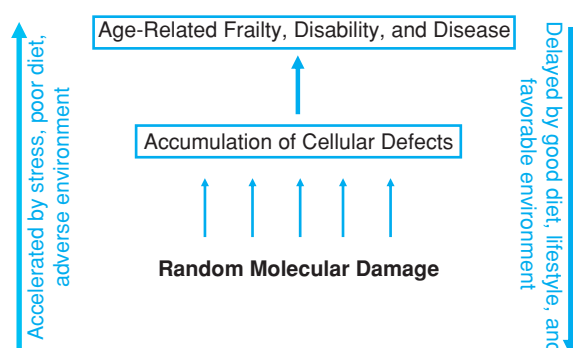 Age-Related Frailty, Disability, and Disease
Accumulation of Cellular Defects
Random Molecular Damage
Accelerated by stress, poor diet,
adverse environment
Delayed by good diet, lifestyle, and
favorable environment